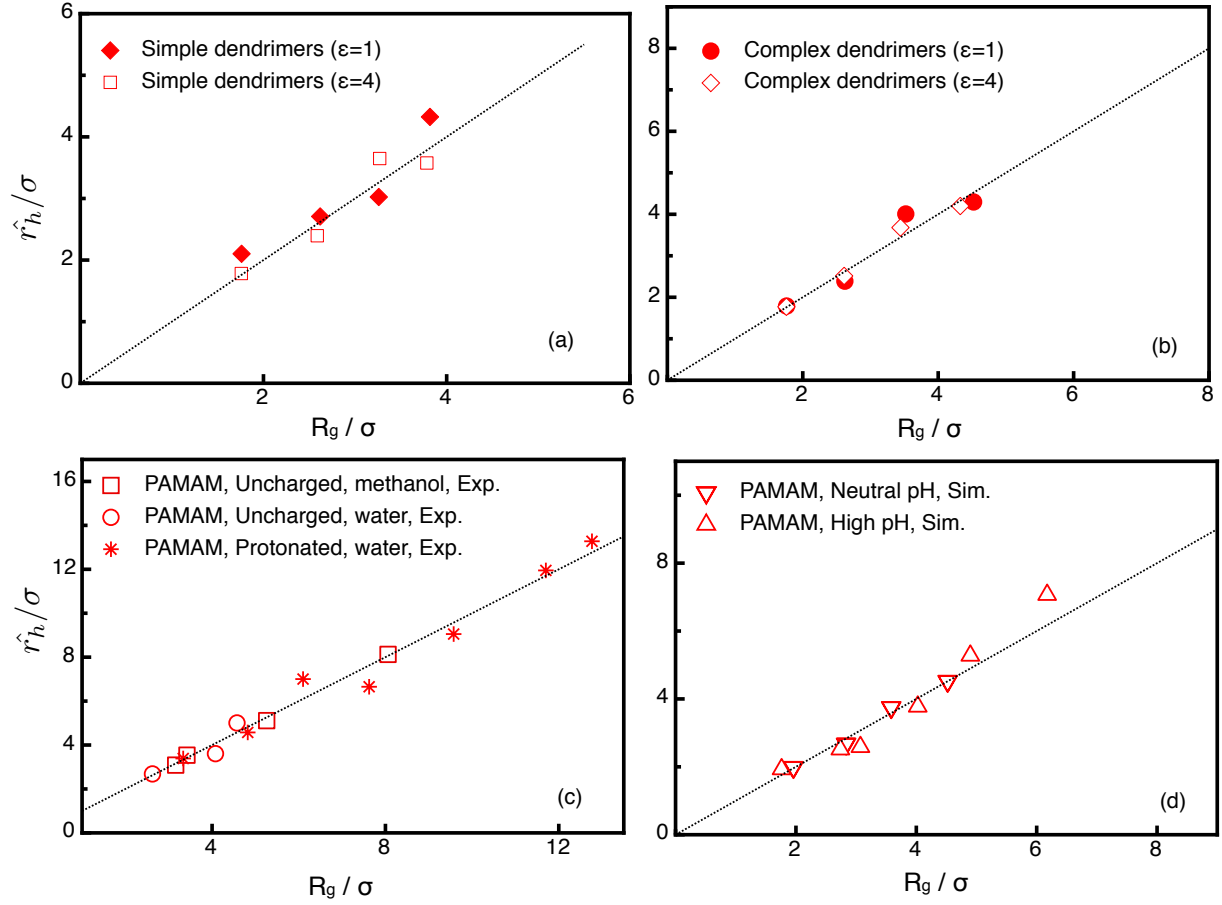 6
4
2
0
r̂h/σ
Simple dendrimers (ε=1)
Simple dendrimers (ε=4)
(a)
2
4
6
Rg / σ
8
6
4
2
0
Complex dendrimers (ε=1)
Complex dendrimers (ε=4)
(b)
2
4
6
8
Rg / σ
16
12
8
4
0
r̂h/σ
PAMAM, Uncharged, methanol, Exp.
PAMAM, Uncharged, water, Exp.
PAMAM, Protonated, water, Exp.
(c)
4
8
12
Rg / σ
8
4
0
PAMAM, Neutral pH, Sim.
PAMAM, High pH, Sim.
(d)
2
4
6
8
Rg / σ